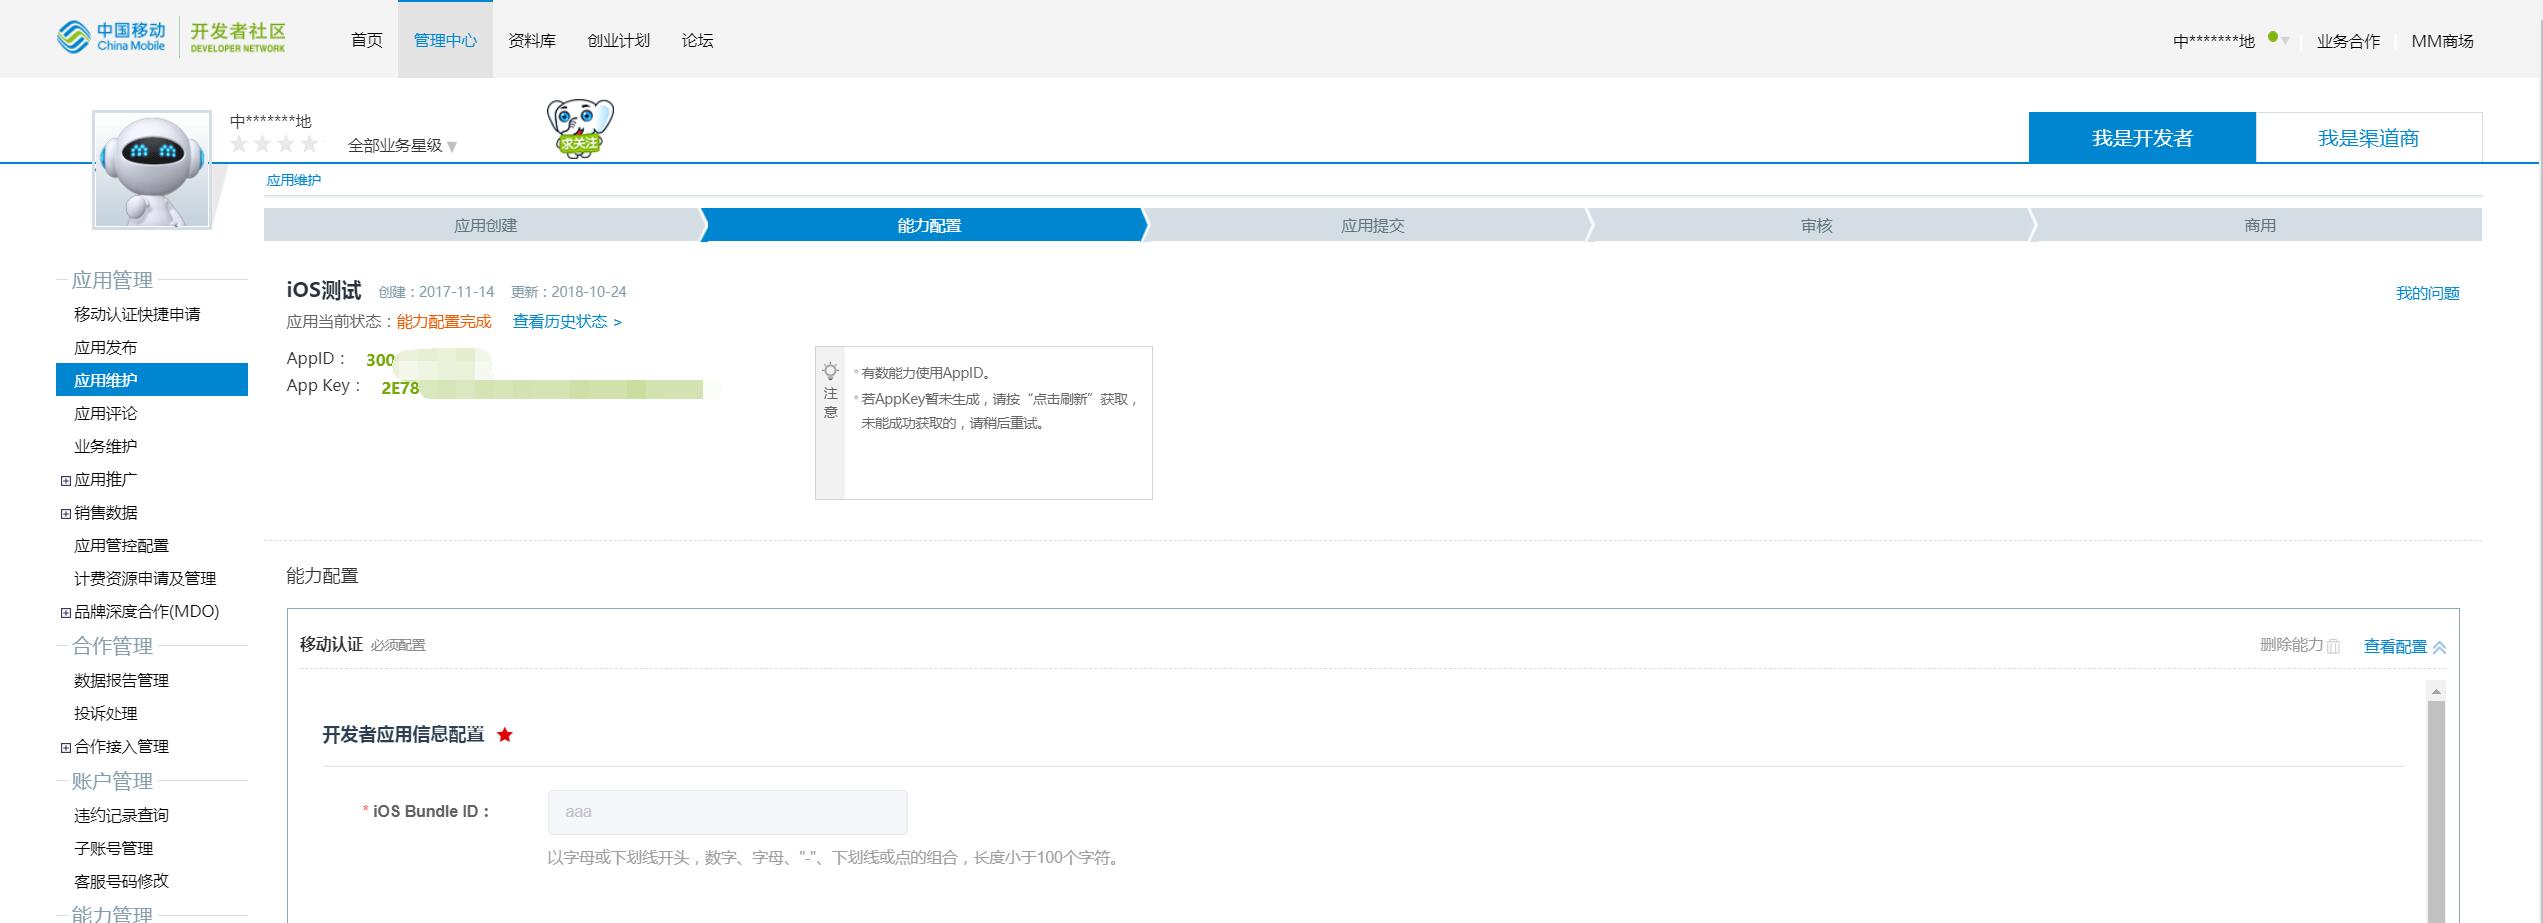 中国移动 China Mobile 开发者社区 DEVELOPER NETWORK
首页 管理中心 资料库 创业计划 论坛
中*******地 业务合作 MM商场
中*******地
全部业务星级
求关注
我是开发者 我是渠道商
应用维护
应用创建 能力配置 应用提交 审核 商用
应用管理
移动认证快捷申请
应用发布
应用维护
应用评论
业务维护
应用推广
销售数据
应用管控配置
计费资源申请及管理
品牌深度合作(MDO)
合作管理
数据报告管理
投诉处理
合作接入管理
账户管理
违约记录查询
子账号管理
客服号码修改
能力管理
iOS测试 创建：2017-11-14 更新：2018-10-24
我的问题
应用当前状态：能力配置完成 查看历史状态 >
AppID： 300
App Key： 2E78
注意
有数能力使用AppID。
若AppKey暂未生成，请按“点击刷新”获取，
未能成功获取的，请稍后重试。
能力配置
移动认证 必须配置
删除能力 查看配置
开发者应用信息配置
* iOS Bundle ID： aaa
以字母或下划线开头，数字、字母、"-"、下划线或点的组合，长度小于100个字符。